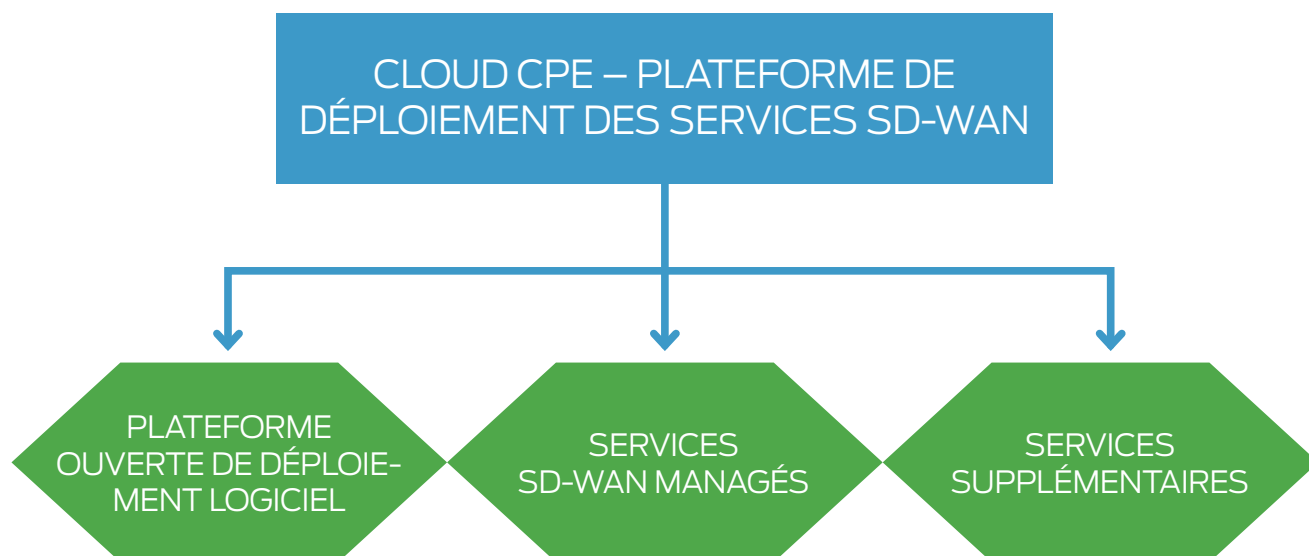 CLOUD CPE – PLATEFORME DE
DÉPLOIEMENT DES SERVICES SD-WAN
PLATEFORME
OUVERTE DE DÉPLOIE-
MENT LOGICIEL
SERVICES
SD-WAN MANAGÉS
SERVICES
SUPPLÉMENTAIRES